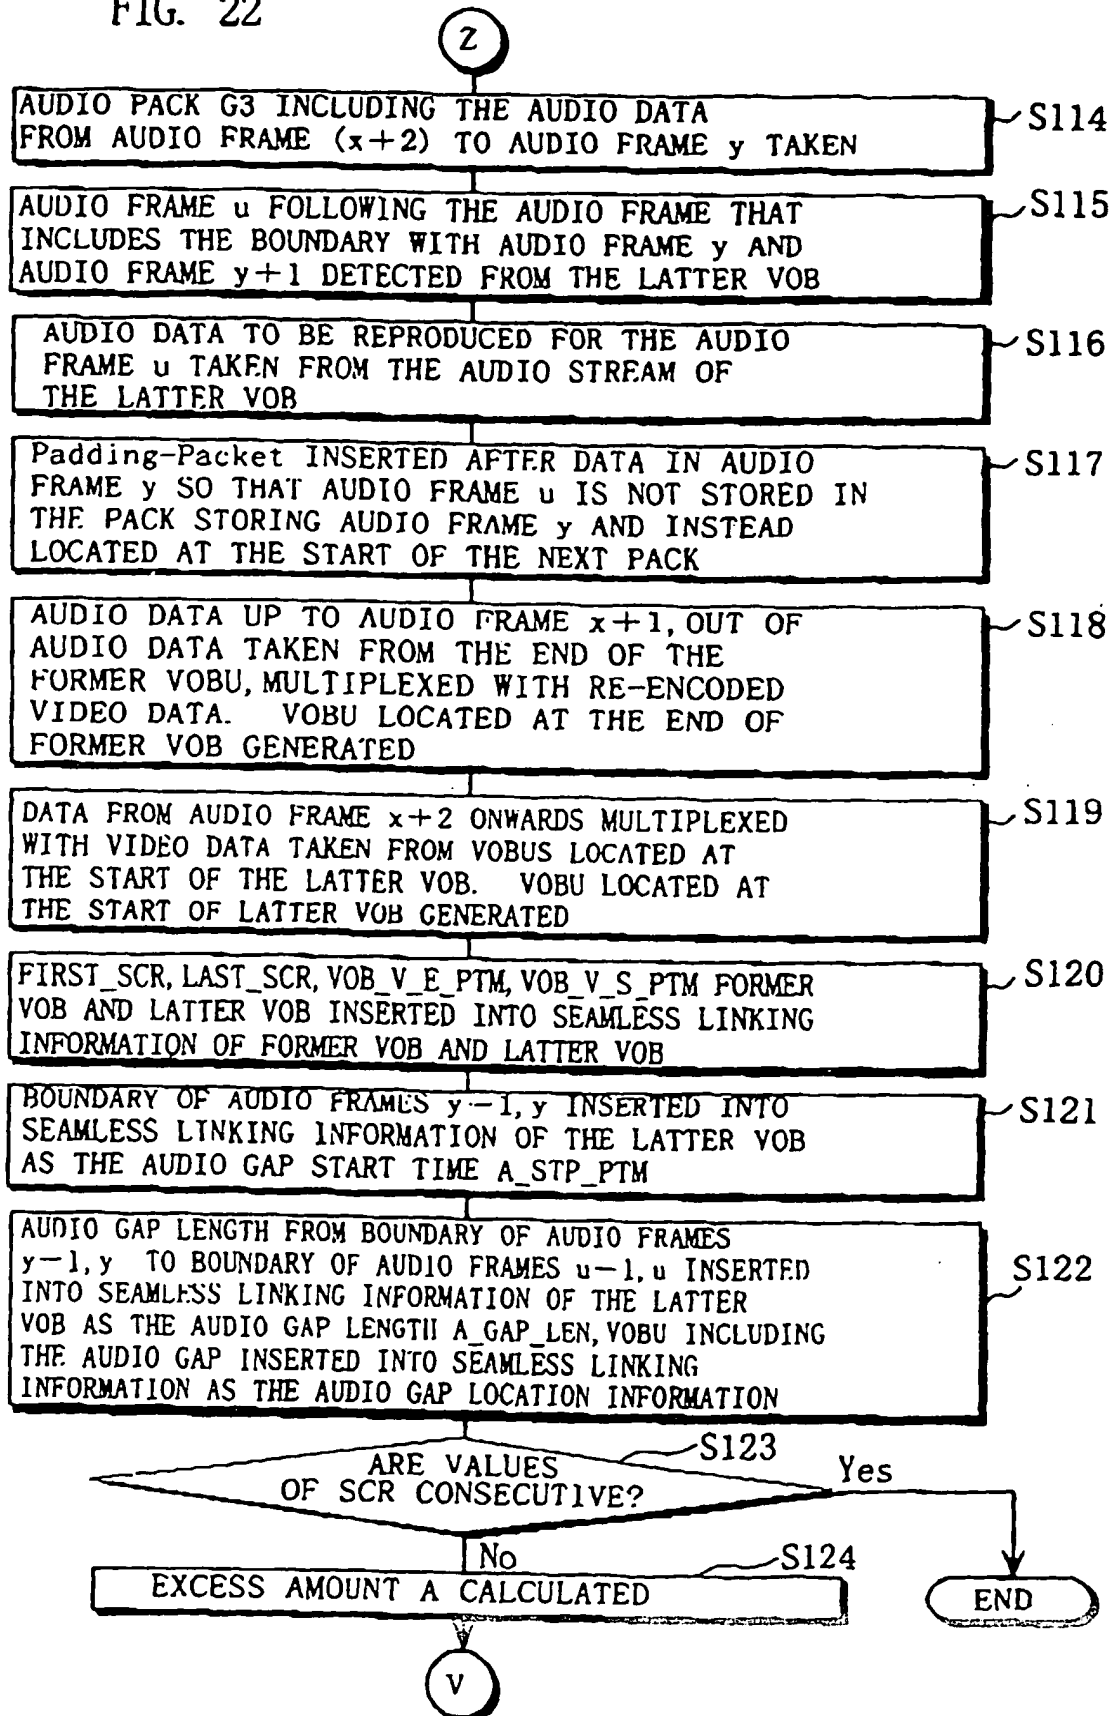 FIG. 22
Z
AUDIO PACK G3 INCLUDING THE AUDIO DATA
FROM AUDIO FRAME (x+2) TO AUDIO FRAME y TAKEN
S114
AUDIO FRAME u FOLLOWING THE AUDIO FRAME THAT
INCLUDES THE BOUNDARY WITH AUDIO FRAME y AND
AUDIO FRAME y+1 DETECTED FROM THE LATTER VOB
S115
AUDIO DATA TO BE REPRODUCED FOR THE AUDIO
FRAME u TAKEN FROM THE AUDIO STREAM OF
THE LATTER VOB
S116
Padding-Packet INSERTED AFTER DATA IN AUDIO
FRAME y SO THAT AUDIO FRAME u IS NOT STORED IN
THE PACK STORING AUDIO FRAME y AND INSTEAD
LOCATED AT THE START OF THE NEXT PACK
S117
AUDIO DATA UP TO AUDIO FRAME x+1, OUT OF
AUDIO DATA TAKEN FROM THE END OF THE
FORMER VOBU, MULTIPLEXED WITH RE-ENCODED
VIDEO DATA. VOBU LOCATED AT THE END OF
FORMER VOB GENERATED
S118
DATA FROM AUDIO FRAME x+2 ONWARDS MULTIPLEXED
WITH VIDEO DATA TAKEN FROM VOBUS LOCATED AT
THE START OF THE LATTER VOB. VOBU LOCATED AT
THE START OF LATTER VOB GENERATED
S119
FIRST_SCR, LAST_SCR, VOB_V_E_PTM, VOB_V_S_PTM FORMER
VOB AND LATTER VOB INSERTED INTO SEAMLESS LINKING
INFORMATION OF FORMER VOB AND LATTER VOB
S120
BOUNDARY OF AUDIO FRAMES y-1, y INSERTED INTO
SEAMLESS LINKING INFORMATION OF THE LATTER VOB
AS THE AUDIO GAP START TIME A_STP_PTM
S121
AUDIO GAP LENGTH FROM BOUNDARY OF AUDIO FRAMES
y-1, y TO BOUNDARY OF AUDIO FRAMES u-1, u INSERTED
INTO SEAMLESS LINKING INFORMATION OF THE LATTER
VOB AS THE AUDIO GAP LENGTH A_GAP_LEN, VOBU INCLUDING
THE AUDIO GAP INSERTED INTO SEAMLESS LINKING
INFORMATION AS THE AUDIO GAP LOCATION INFORMATION
S122
ARE VALUES
OF SCR CONSECUTIVE?
S123
Yes
No
EXCESS AMOUNT A CALCULATED
S124
END
V